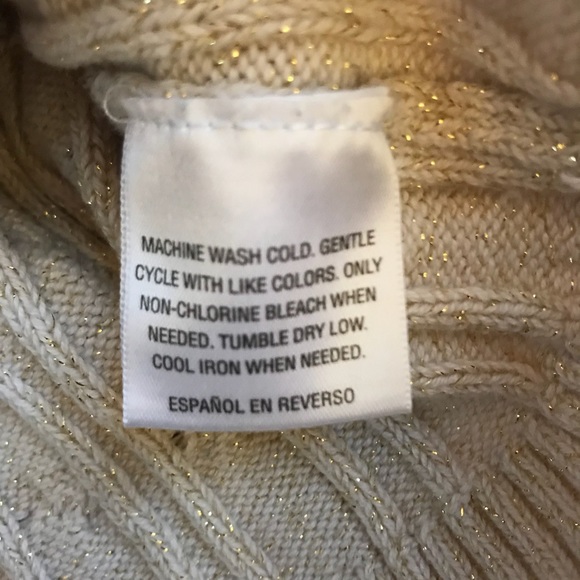 MACHINE WASH COLD. GENTLE
CYCLE WITH LIKE COLORS. ONLY
NON-CHLORINE BLEACH WHEN
NEEDED. TUMBLE DRY LOW.
COOL IRON WHEN NEEDED.
ESPAÑOL EN REVERSO